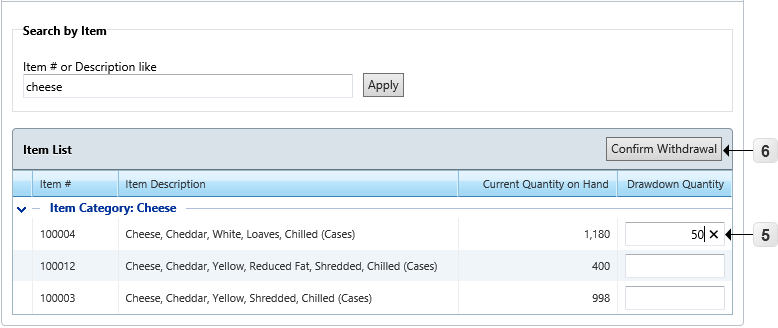 Search by Item
Item # or Description like
cheese
Apply
Item List
Confirm Withdrawal
6
Item # Item Description Current Quantity on Hand Drawdown Quantity
Item Category: Cheese
100004 Cheese, Cheddar, White, Loaves, Chilled (Cases) 1,180 50 ×
5
100012 Cheese, Cheddar, Yellow, Reduced Fat, Shredded, Chilled (Cases) 400
100003 Cheese, Cheddar, Yellow, Shredded, Chilled (Cases) 998